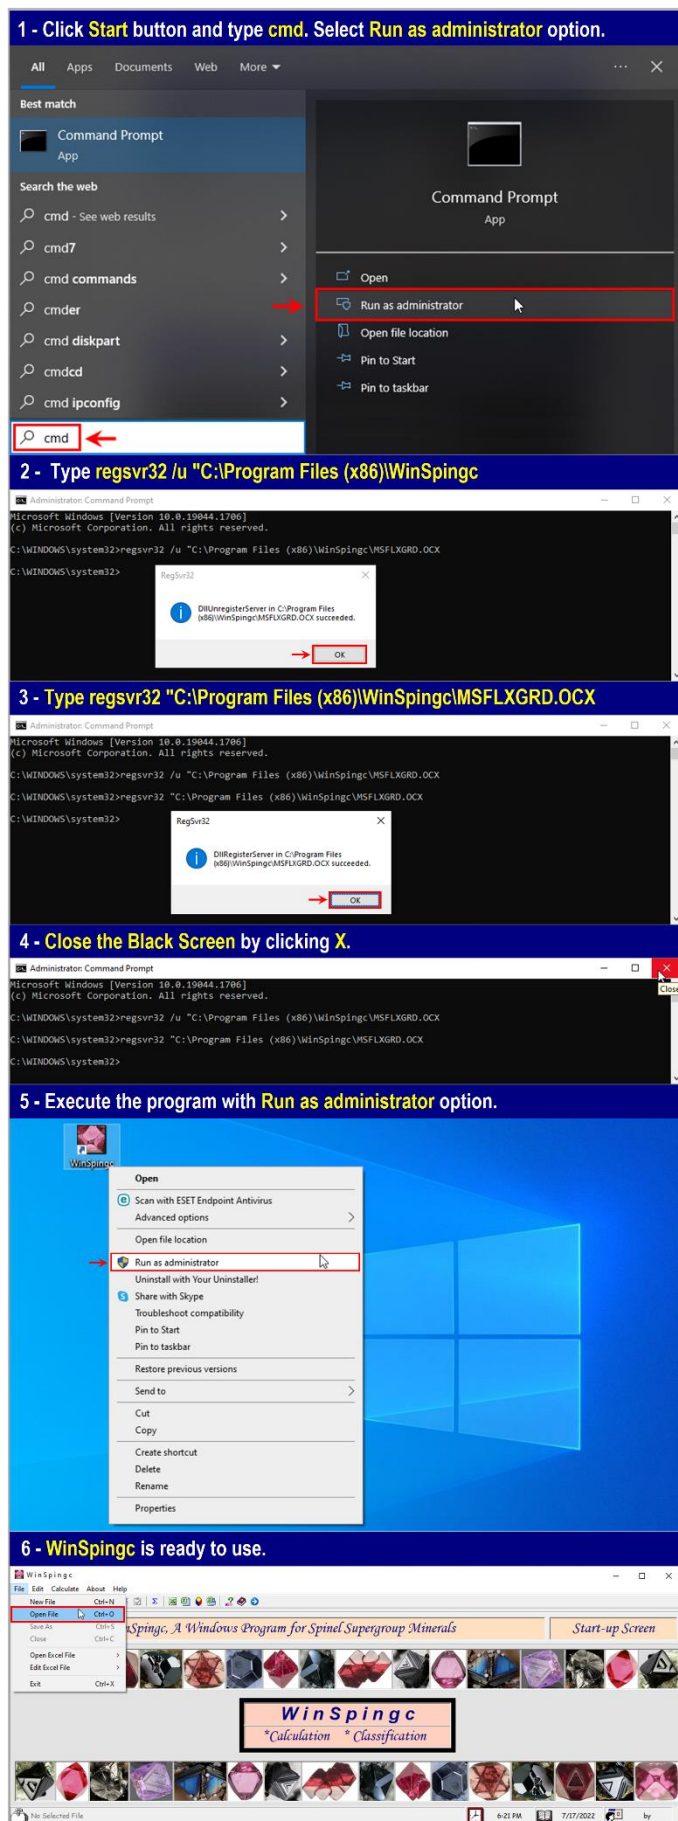 1 - Click Start button and type cmd. Select Run as administrator option.
All Apps Documents Web More
Best match
Command Prompt
App
Search the web
cmd - See web results
cmd7
cmd commands
cmder
cmd diskpart
cmdcd
cmd ipconfig
cmd
Command Prompt
App
Open
Run as administrator
Open file location
Pin to Start
Pin to taskbar
2 - Type regsvr32 /u "C:\Program Files (x86)\WinSpingc
Administrator: Command Prompt
Microsoft Windows [Version 10.0.19044.1706]
(c) Microsoft Corporation. All rights reserved.
C:\WINDOWS\system32>regsvr32 /u "C:\Program Files (x86)\WinSpingc\MSFLXGRD.OCX
C:\WINDOWS\system32>
RegSvr32
DllUnregisterServer in C:\Program Files
(x86)\WinSpingc\MSFLXGRD.OCX succeeded.
OK
3 - Type regsvr32 "C:\Program Files (x86)\WinSpingc\MSFLXGRD.OCX
Administrator: Command Prompt
Microsoft Windows [Version 10.0.19044.1706]
(c) Microsoft Corporation. All rights reserved.
C:\WINDOWS\system32>regsvr32 /u "C:\Program Files (x86)\WinSpingc\MSFLXGRD.OCX
C:\WINDOWS\system32>regsvr32 "C:\Program Files (x86)\WinSpingc\MSFLXGRD.OCX
C:\WINDOWS\system32>
RegSvr32
DllRegisterServer in C:\Program Files
(x86)\WinSpingc\MSFLXGRD.OCX succeeded.
OK
4 - Close the Black Screen by clicking X.
Administrator: Command Prompt
Close
Microsoft Windows [Version 10.0.19044.1706]
(c) Microsoft Corporation. All rights reserved.
C:\WINDOWS\system32>regsvr32 /u "C:\Program Files (x86)\WinSpingc\MSFLXGRD.OCX
C:\WINDOWS\system32>regsvr32 "C:\Program Files (x86)\WinSpingc\MSFLXGRD.OCX
C:\WINDOWS\system32>
5 - Execute the program with Run as administrator option.
WinSpingc
Open
Scan with ESET Endpoint Antivirus
Advanced options
Open file location
Run as administrator
Uninstall with Your Uninstaller!
Share with Skype
Troubleshoot compatibility
Pin to Start
Pin to taskbar
Restore previous versions
Send to
Cut
Copy
Create shortcut
Delete
Rename
Properties
6 - WinSpingc is ready to use.
WinSpingc
File Edit Calculate About Help
New File Ctrl+N
Open File Ctrl+O
Save As Ctrl+S
Close Ctrl+C
Open Excel File
Edit Excel File
Exit Ctrl+X
nSpingc, A Windows Program for Spinel Supergroup Minerals
Start-up Screen
WinSpingc
*Calculation *Classification
No Selected File
6:21 PM
7/17/2022
by